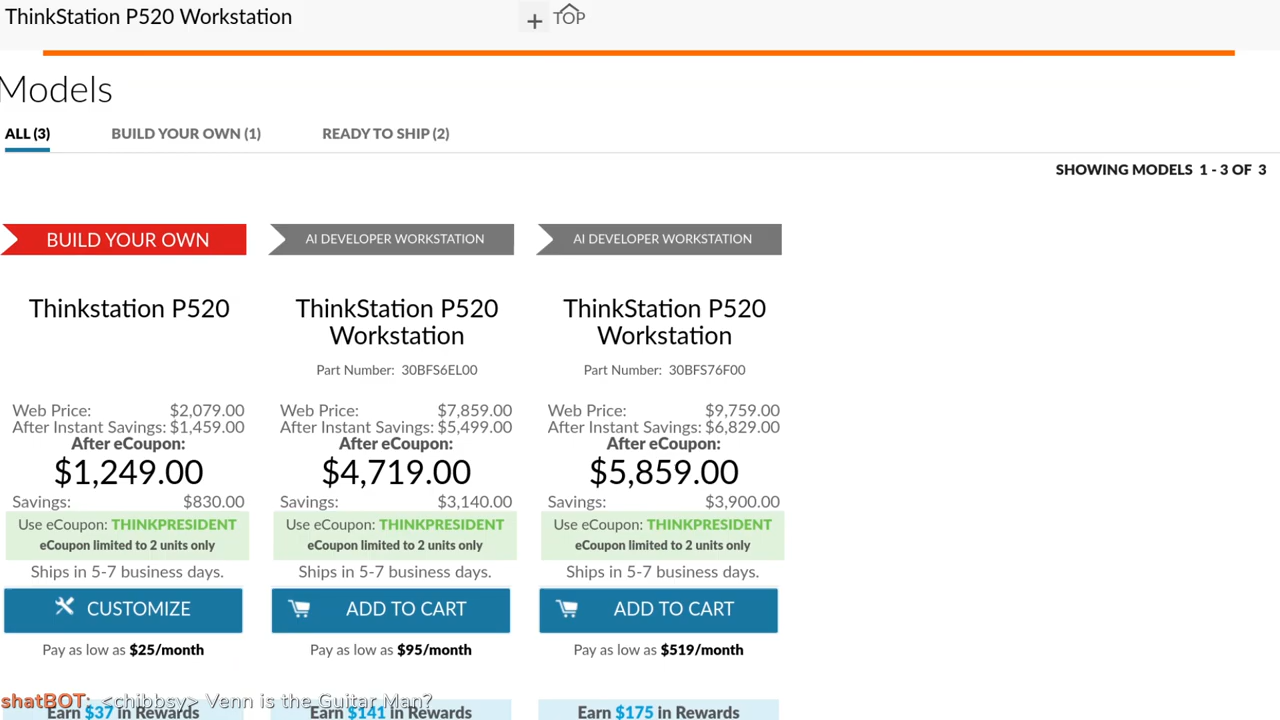 ThinkStation P520 Workstation
+ TOP
Models
ALL (3) BUILD YOUR OWN (1) READY TO SHIP (2)
SHOWING MODELS 1 - 3 OF 3
BUILD YOUR OWN
Thinkstation P520
Web Price: $2,079.00
After Instant Savings: $1,459.00
After eCoupon:
$1,249.00
Savings: $830.00
Use eCoupon: THINKPRESIDENT
eCoupon limited to 2 units only
Ships in 5-7 business days.
CUSTOMIZE
Pay as low as $25/month
Earn $37 in Rewards
AI DEVELOPER WORKSTATION
ThinkStation P520
Workstation
Part Number: 30BFS6EL00
Web Price: $7,859.00
After Instant Savings: $5,499.00
After eCoupon:
$4,719.00
Savings: $3,140.00
Use eCoupon: THINKPRESIDENT
eCoupon limited to 2 units only
Ships in 5-7 business days.
ADD TO CART
Pay as low as $95/month
Earn $141 in Rewards
AI DEVELOPER WORKSTATION
ThinkStation P520
Workstation
Part Number: 30BFS76F00
Web Price: $9,759.00
After Instant Savings: $6,829.00
After eCoupon:
$5,859.00
Savings: $3,900.00
Use eCoupon: THINKPRESIDENT
eCoupon limited to 2 units only
Ships in 5-7 business days.
ADD TO CART
Pay as low as $519/month
Earn $175 in Rewards
shatBOT: <chibbsy> Venn is the Guitar Man?